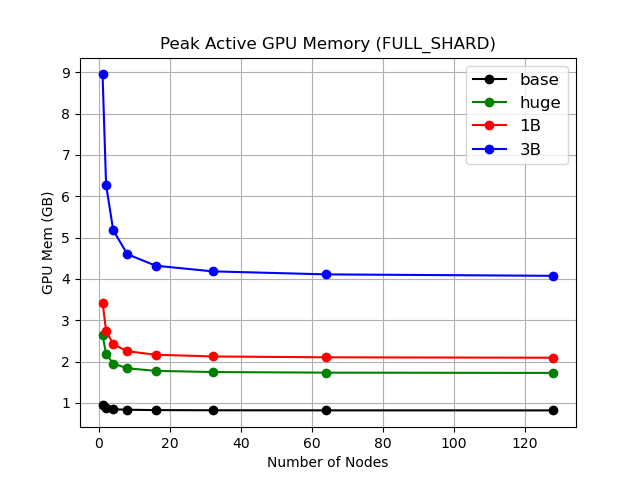 Peak Active GPU Memory (FULL_SHARD)
GPU Mem (GB)
9
8
7
6
5
4
3
2
1
base
huge
1B
3B
0 20 40 60 80 100 120
Number of Nodes